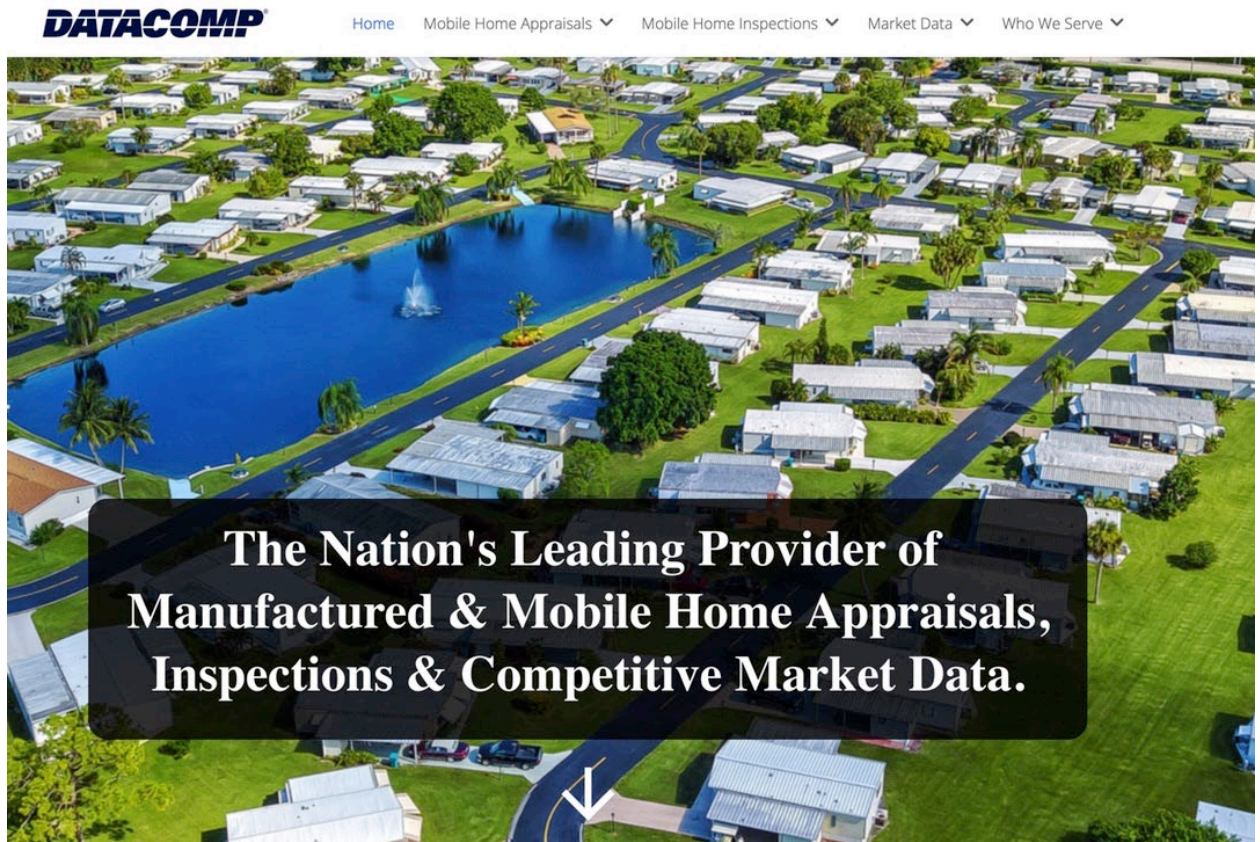 DATACOMP®
Home Mobile Home Appraisals Mobile Home Inspections Market Data Who We Serve
The Nation's Leading Provider of
Manufactured & Mobile Home Appraisals,
Inspections & Competitive Market Data.